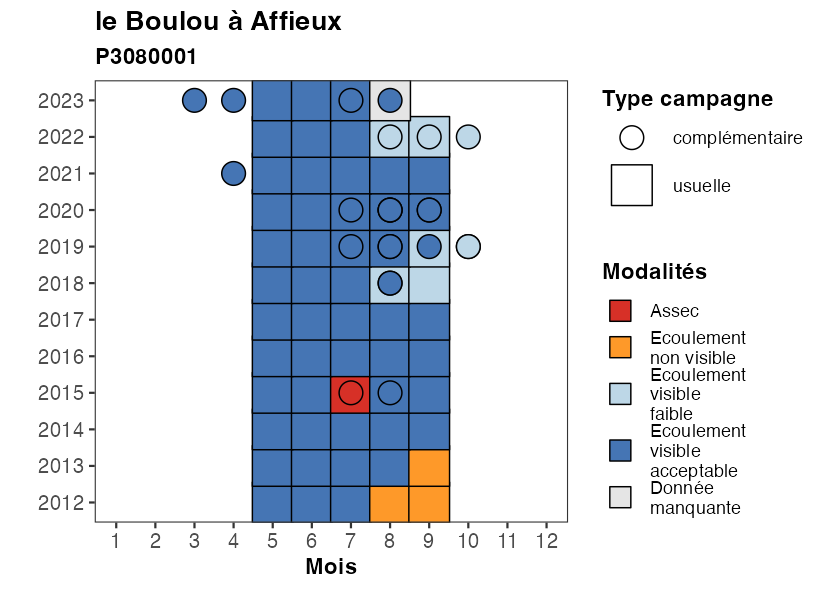 le Boulou à Affieux
P3080001
2023
2022
2021
2020
2019
2018
2017
2016
2015
2014
2013
2012
1 2 3 4 5 6 7 8 9 10 11 12
Mois
Type campagne
complémentaire
usuelle
Modalités
Assec
Ecoulement
non visible
Ecoulement
visible
faible
Ecoulement
visible
acceptable
Donnée
manquante